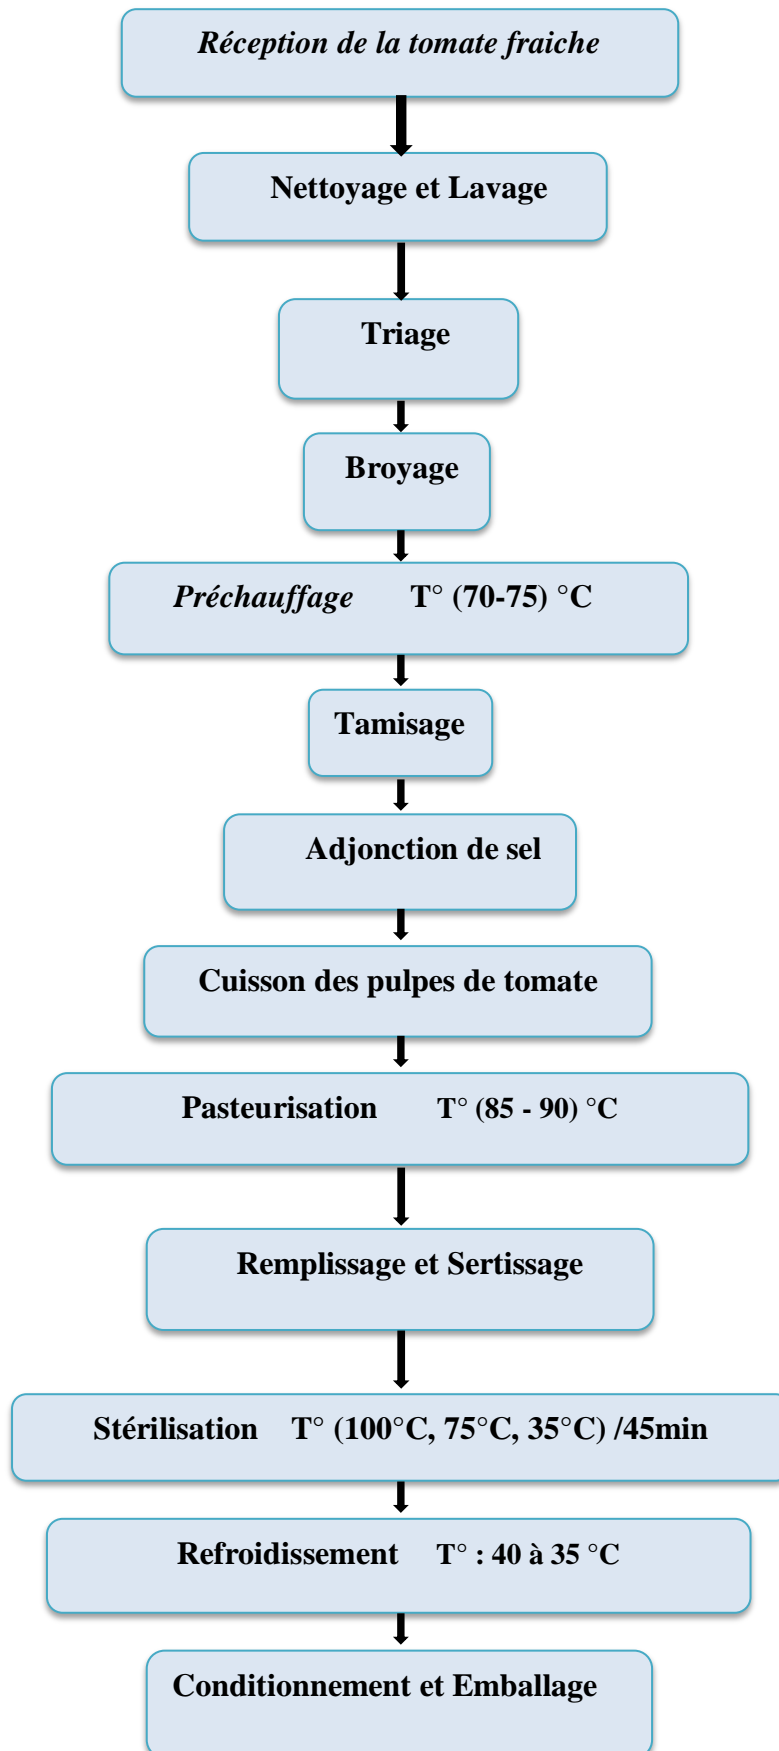 Réception de la tomate fraiche
Nettoyage et Lavage
Triage
Broyage
Préchauffage T° (70-75) °C
Tamisage
Adjonction de sel
Cuisson des pulpes de tomate
Pasteurisation T° (85 - 90) °C
Remplissage et Sertissage
Stérilisation T° (100°C, 75°C, 35°C) /45min
Refroidissement T° : 40 à 35 °C
Conditionnement et Emballage